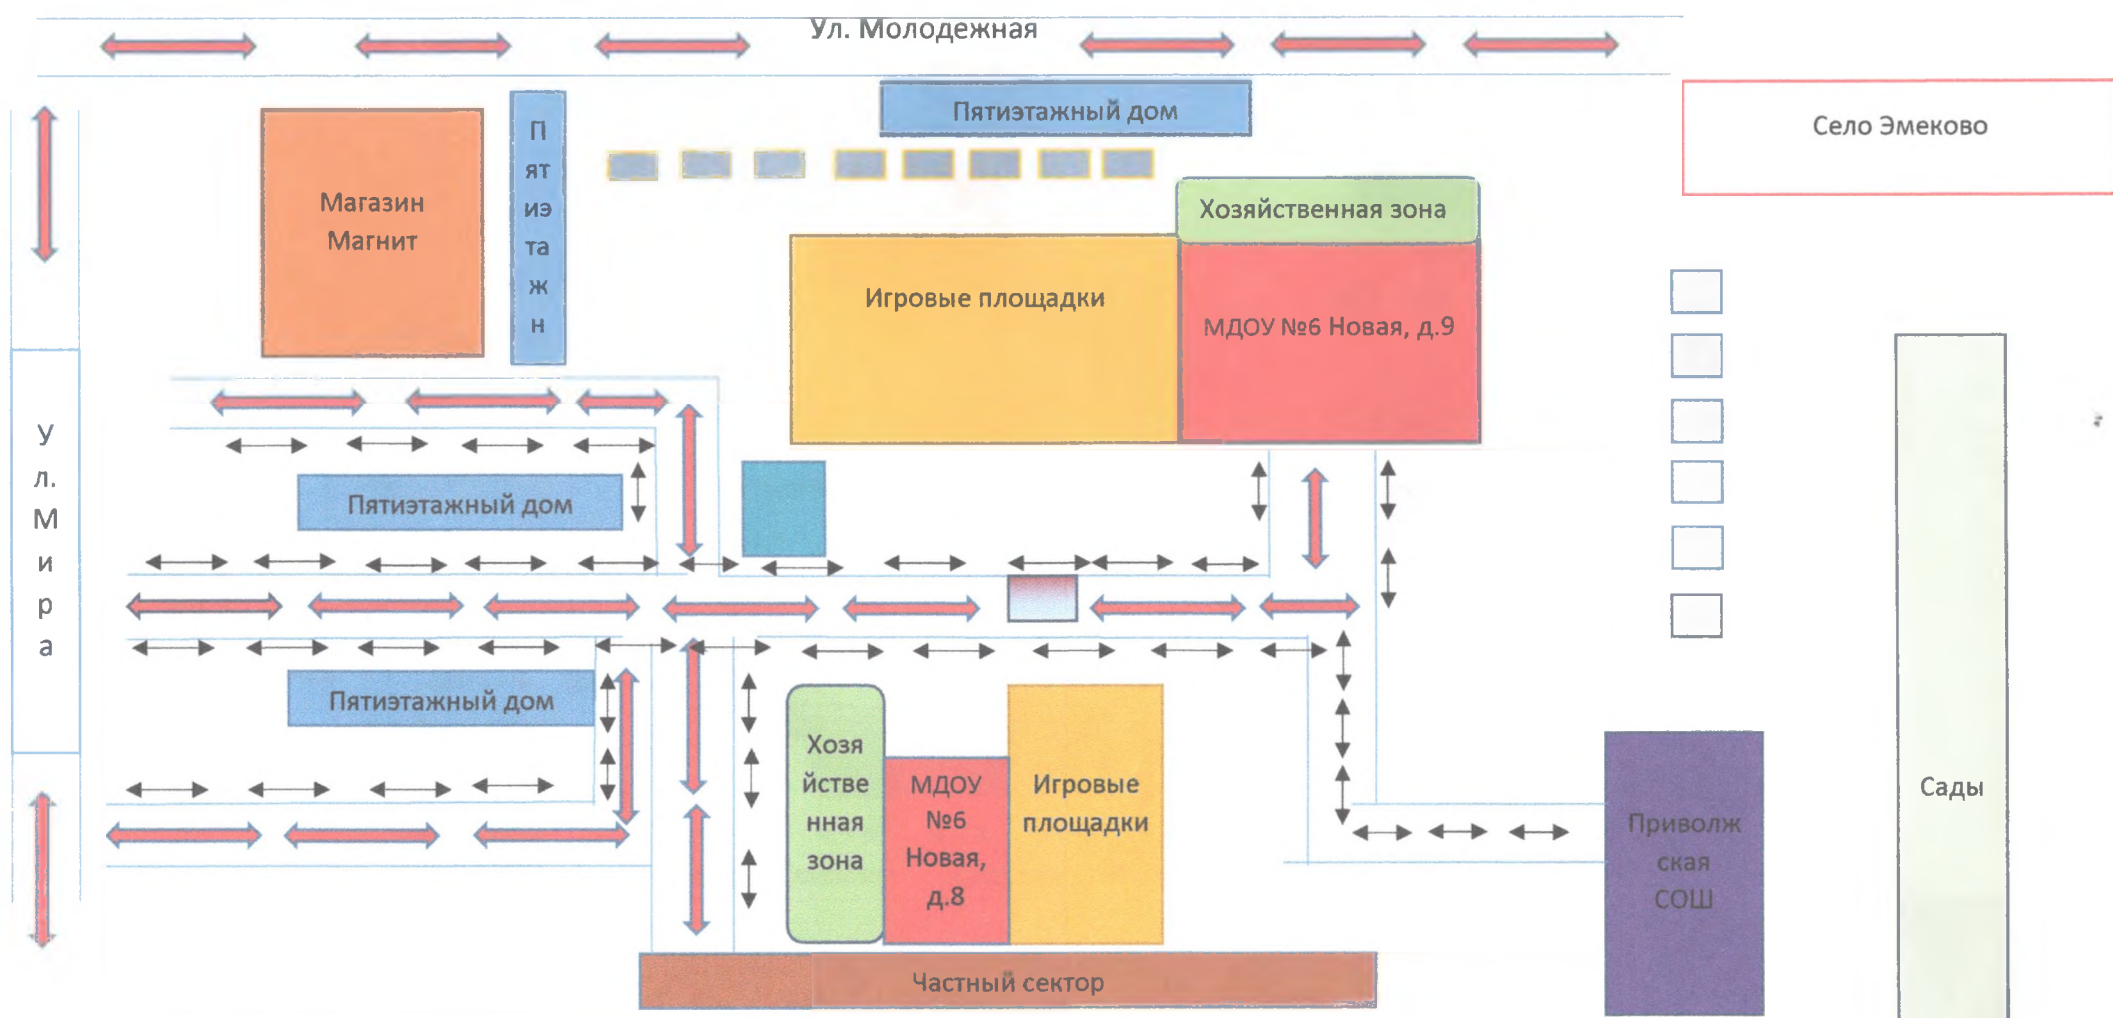 Ул. Молодежная
Пятиэтажный дом
Село Эмеково
П
ят
иэ
та
ж
н
Магазин
Магнит
Хозяйственная зона
Игровые площадки
МДОУ №6 Новая, д.9
У
л.
М
и
р
а
Пятиэтажный дом
Пятиэтажный дом
Хозя
йстве
нная
зона
МДОУ
№6
Новая,
д.8
Игровые
площадки
Приволж
ская
СОШ
Сады
Частный сектор